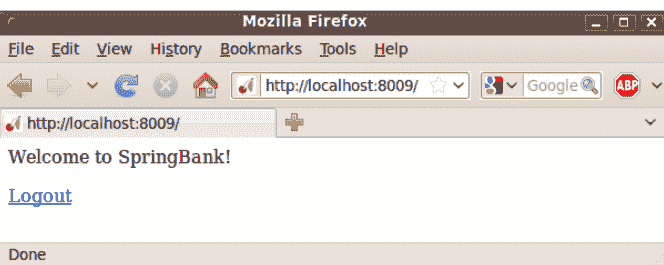 Mozilla Firefox
File Edit View History Bookmarks Tools Help
http://localhost:8009/ Google ABP
http://localhost:8009/
Welcome to SpringBank!
Logout
Done